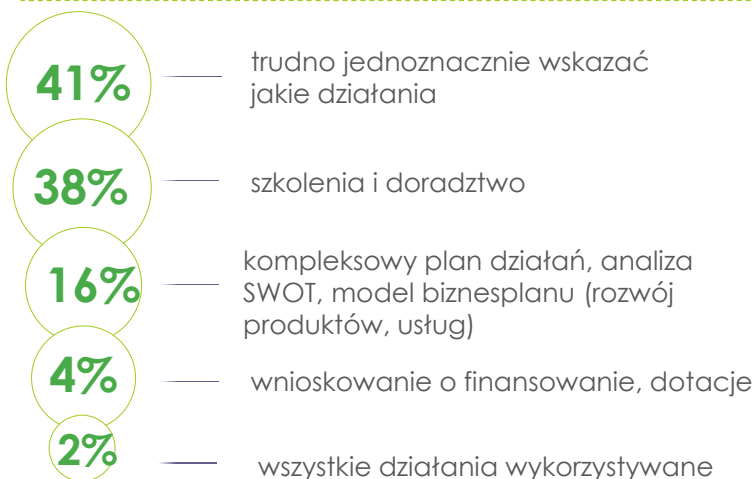 41%
trudno jednoznacznie wskazać
jakie działania
38%
szkolenia i doradztwo
16%
kompleksowy plan działań, analiza
SWOT, model biznesplanu (rozwój
produktów, usług)
4%
wnioskowanie o finansowanie, dotacje
2%
wszystkie działania wykorzystywane